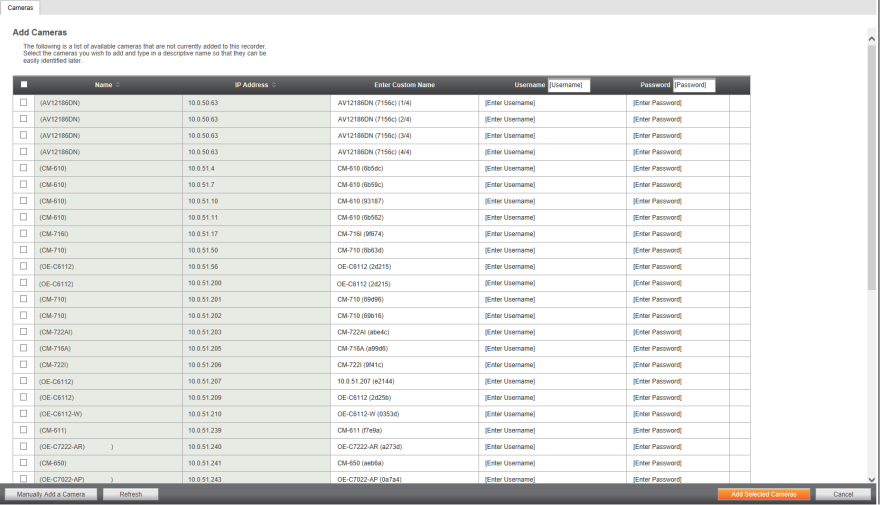 Cameras
Add Cameras
The following is a list of available cameras that are not currently added to this recorder.
Select the cameras you wish to add and type in a descriptive name so that they can be
easily identified later.
Name IP Address Enter Custom Name Username [Username] Password [Password]
(AV12186DN) 10.0.50.63 AV12186DN (7156c) (1/4) [Enter Username] [Enter Password]
(AV12186DN) 10.0.50.63 AV12186DN (7156c) (2/4) [Enter Username] [Enter Password]
(AV12186DN) 10.0.50.63 AV12186DN (7156c) (3/4) [Enter Username] [Enter Password]
(AV12186DN) 10.0.50.63 AV12186DN (7156c) (4/4) [Enter Username] [Enter Password]
(CM-610) 10.0.51.4 CM-610 (6b5dc) [Enter Username] [Enter Password]
(CM-610) 10.0.51.7 CM-610 (6b59c) [Enter Username] [Enter Password]
(CM-610) 10.0.51.10 CM-610 (93187) [Enter Username] [Enter Password]
(CM-610) 10.0.51.11 CM-610 (6b562) [Enter Username] [Enter Password]
(CM-716I) 10.0.51.17 CM-716I (9f674) [Enter Username] [Enter Password]
(CM-710) 10.0.51.50 CM-710 (6b63d) [Enter Username] [Enter Password]
(OE-C6112) 10.0.51.56 OE-C6112 (2d215) [Enter Username] [Enter Password]
(OE-C6112) 10.0.51.200 OE-C6112 (2d215) [Enter Username] [Enter Password]
(CM-710) 10.0.51.201 CM-710 (69d96) [Enter Username] [Enter Password]
(CM-710) 10.0.51.202 CM-710 (69b16) [Enter Username] [Enter Password]
(CM-722AI) 10.0.51.203 CM-722AI (abe4c) [Enter Username] [Enter Password]
(CM-716A) 10.0.51.205 CM-716A (a99d6) [Enter Username] [Enter Password]
(CM-722I) 10.0.51.206 CM-722I (9f41c) [Enter Username] [Enter Password]
(OE-C6112) 10.0.51.207 10.0.51.207 (e2144) [Enter Username] [Enter Password]
(OE-C6112) 10.0.51.209 OE-C6112 (2d25b) [Enter Username] [Enter Password]
(OE-C6112-W) 10.0.51.210 OE-C6112-W (0353d) [Enter Username] [Enter Password]
(CM-611) 10.0.51.239 CM-611 (f7e9a) [Enter Username] [Enter Password]
(OE-C7222-AR) ) 10.0.51.240 OE-C7222-AR (a273d) [Enter Username] [Enter Password]
(CM-650) 10.0.51.241 CM-650 (aeb6a) [Enter Username] [Enter Password]
(OE-C7022-AP) ) 10.0.51.243 OE-C7022-AP (0a7a4) [Enter Username] [Enter Password]
Manually Add a Camera Refresh Add Selected Cameras Cancel